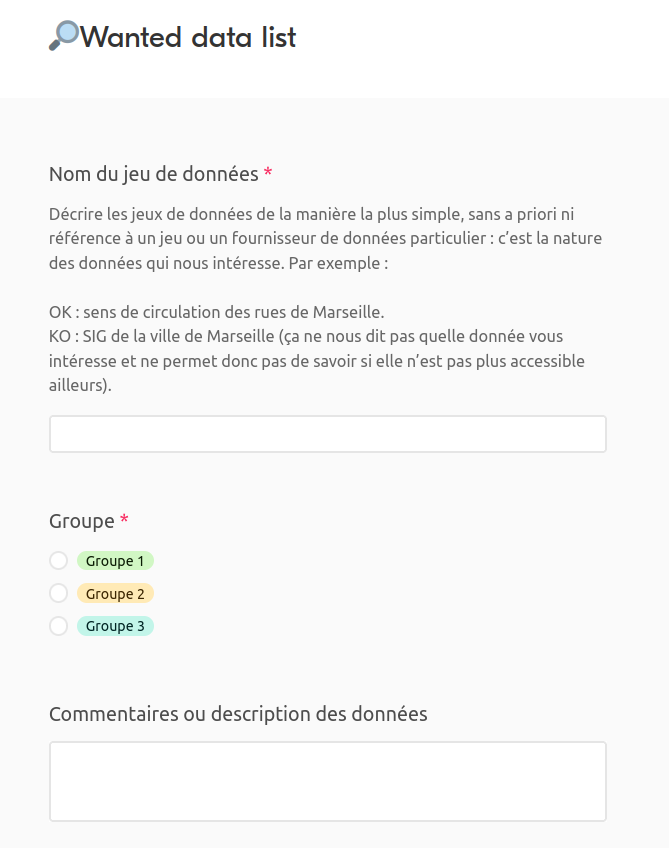 Wanted data list
Nom du jeu de données *
Décrire les jeux de données de la manière la plus simple, sans a priori ni
référence à un jeu ou un fournisseur de données particulier : c’est la nature
des données qui nous intéresse. Par exemple :
OK : sens de circulation des rues de Marseille.
KO : SIG de la ville de Marseille (ça ne nous dit pas quelle donnée vous
intéresse et ne permet donc pas de savoir si elle n’est pas plus accessible
ailleurs).
Groupe *
Groupe 1
Groupe 2
Groupe 3
Commentaires ou description des données